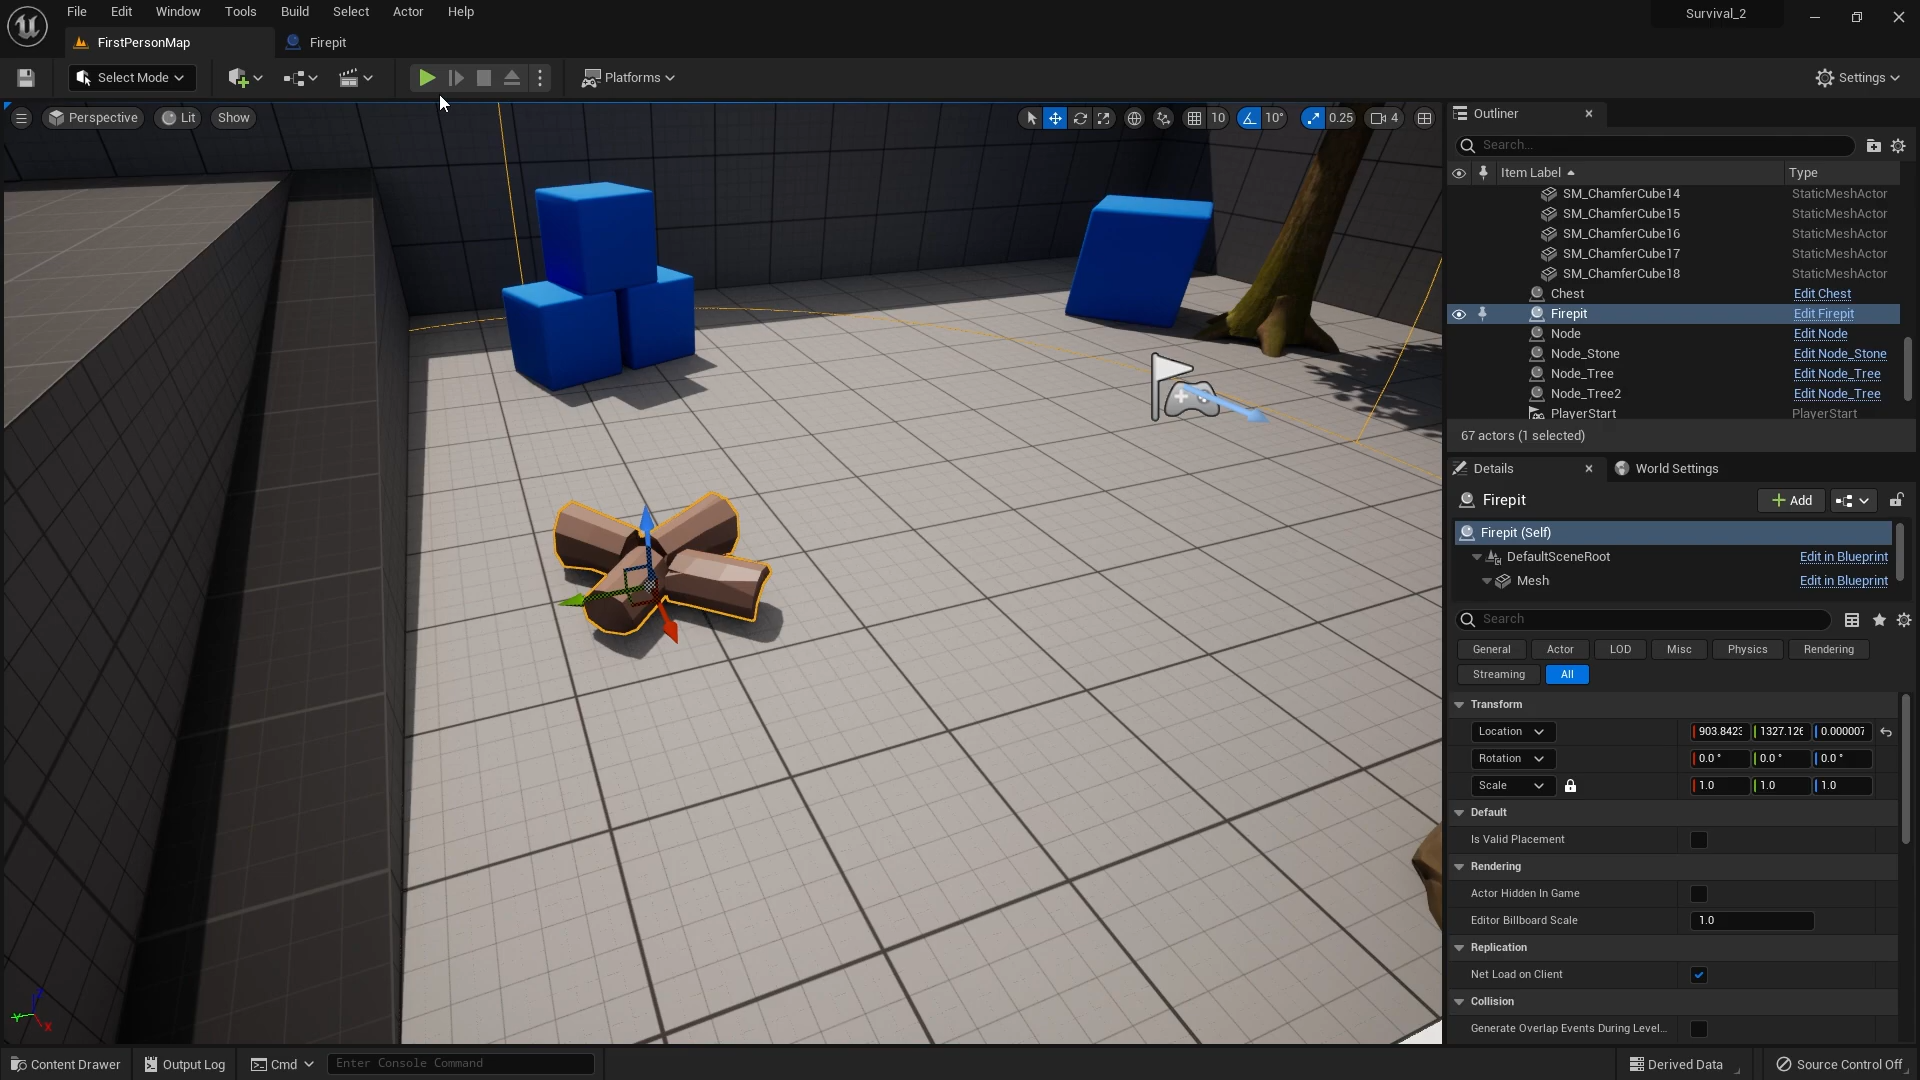 File Edit Window Tools Build Select Actor Help
Survival_2
FirstPersonMap
Firepit
Select Mode
Platforms
Settings
Perspective
Lit
Show
10
10°
0.25
4
Outliner
Search...
Item Label
Type
SM_ChamferCube14 StaticMeshActor
SM_ChamferCube15 StaticMeshActor
SM_ChamferCube16 StaticMeshActor
SM_ChamferCube17 StaticMeshActor
SM_ChamferCube18 StaticMeshActor
Chest Edit Chest
Firepit Edit Firepit
Node Edit Node
Node_Stone Edit Node_Stone
Node_Tree Edit Node_Tree
Node_Tree2 Edit Node_Tree
PlayerStart PlayerStart
67 actors (1 selected)
Details
World Settings
Firepit
Add
Firepit (Self)
DefaultSceneRoot Edit in Blueprint
Mesh Edit in Blueprint
Search
General Actor LOD Misc Physics Rendering
Streaming All
Transform
Location 903.8423 1327.126 0.000007
Rotation 0.0 ° 0.0 ° 0.0 °
Scale 1.0 1.0 1.0
Default
Is Valid Placement
Rendering
Actor Hidden In Game
Editor Billboard Scale 1.0
Replication
Net Load on Client
Collision
Generate Overlap Events During Level...
Z
Y
X
Content Drawer
Output Log
Cmd
Enter Console Command
Derived Data
Source Control Off